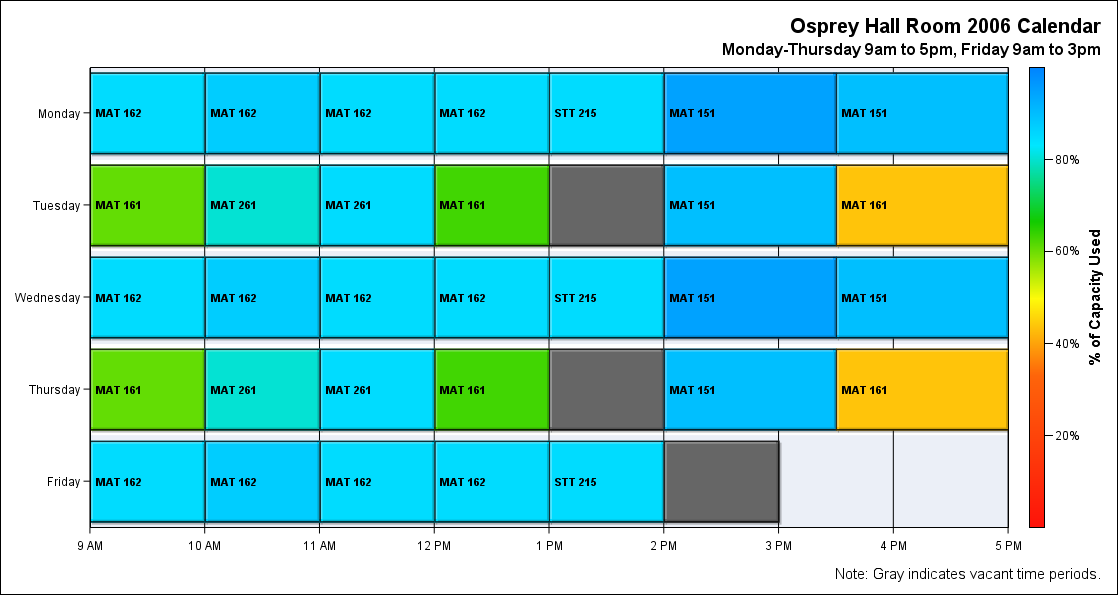 Osprey Hall Room 2006 Calendar
Monday-Thursday 9am to 5pm, Friday 9am to 3pm
Monday
MAT 162
MAT 162
MAT 162
MAT 162
STT 215
MAT 151
MAT 151
Tuesday
MAT 161
MAT 261
MAT 261
MAT 161
MAT 151
MAT 161
Wednesday
MAT 162
MAT 162
MAT 162
MAT 162
STT 215
MAT 151
MAT 151
Thursday
MAT 161
MAT 261
MAT 261
MAT 161
MAT 151
MAT 161
Friday
MAT 162
MAT 162
MAT 162
MAT 162
STT 215
9 AM
10 AM
11 AM
12 PM
1 PM
2 PM
3 PM
4 PM
5 PM
80%
60%
40%
20%
% of Capacity Used
Note: Gray indicates vacant time periods.